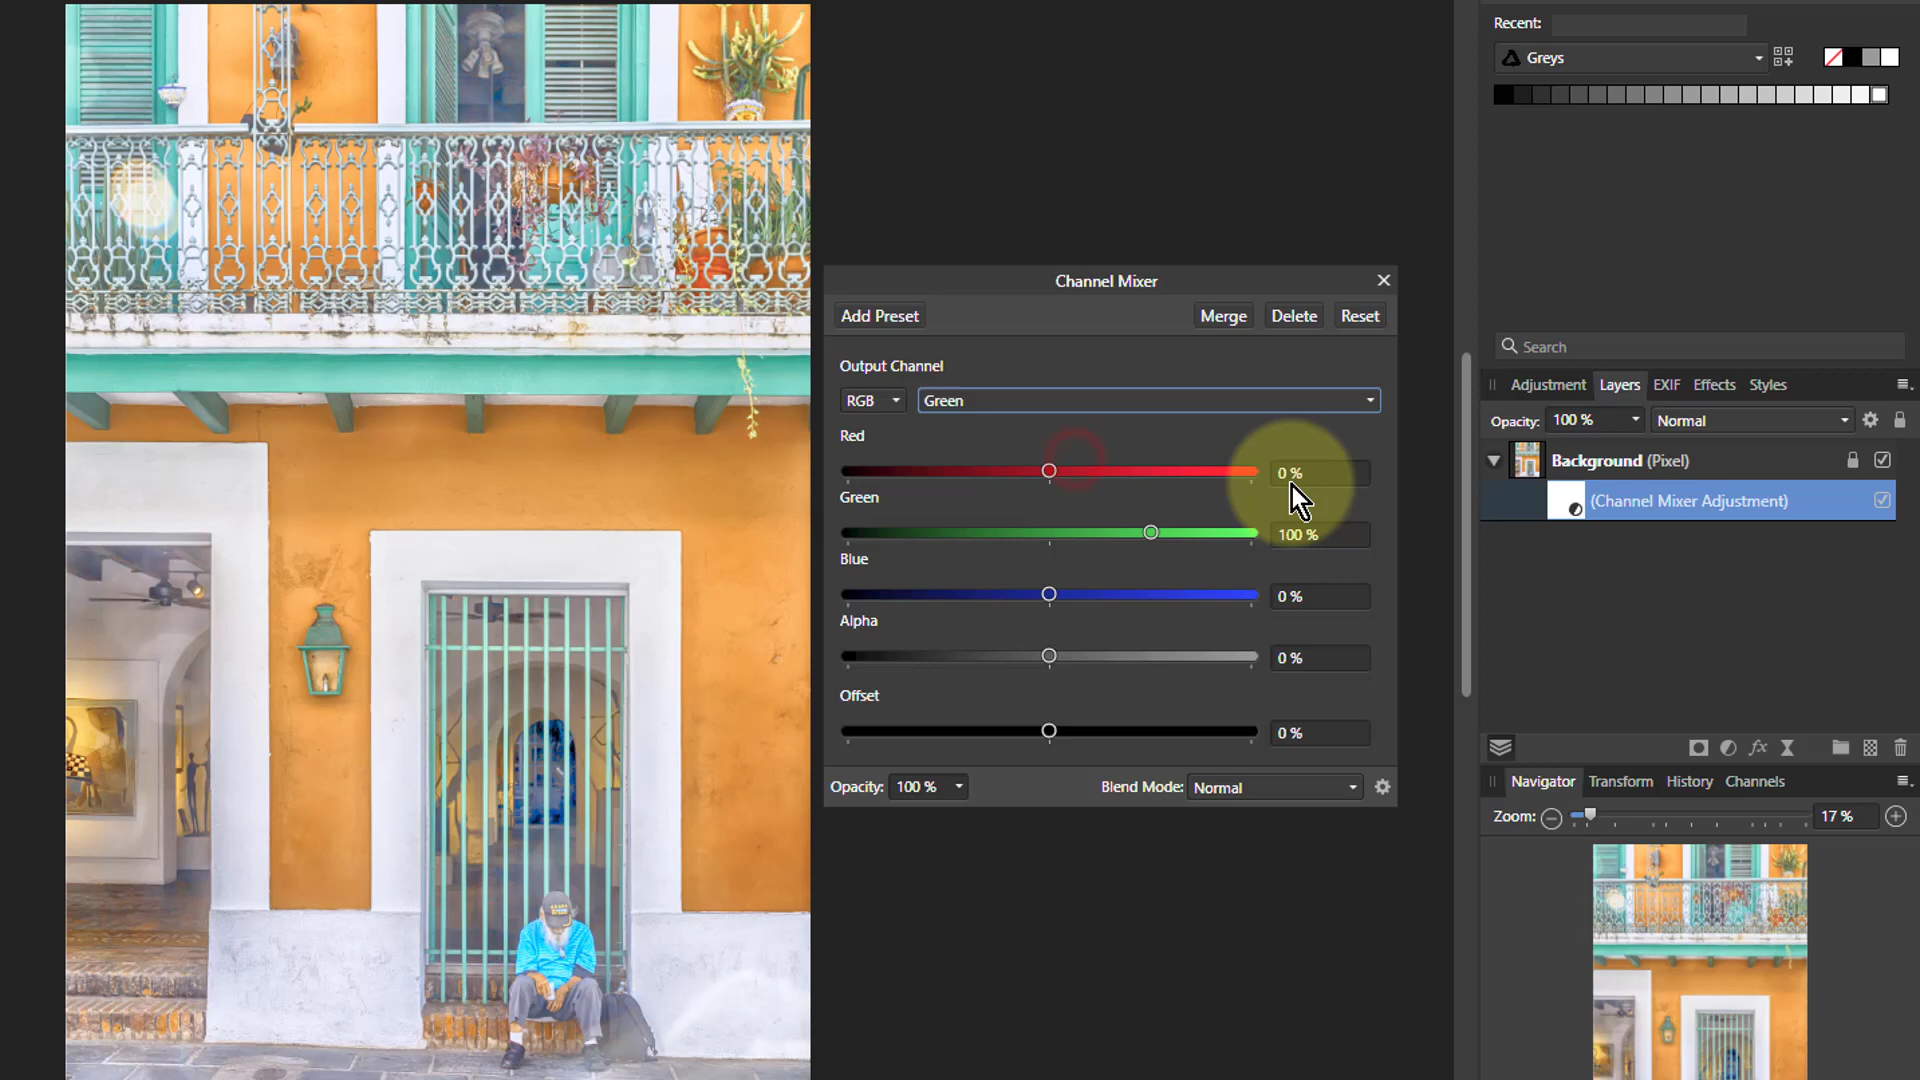 Recent:
Greys
Channel Mixer
Add Preset
Merge
Delete
Reset
Output Channel
RGB
Green
Red
0 %
Green
100 %
Blue
0 %
Alpha
0 %
Offset
0 %
Opacity: 100 %
Blend Mode: Normal
Search
Adjustment Layers EXIF Effects Styles
Opacity: 100 % Normal
Background (Pixel)
(Channel Mixer Adjustment)
fx
Navigator Transform History Channels
Zoom: 17 %